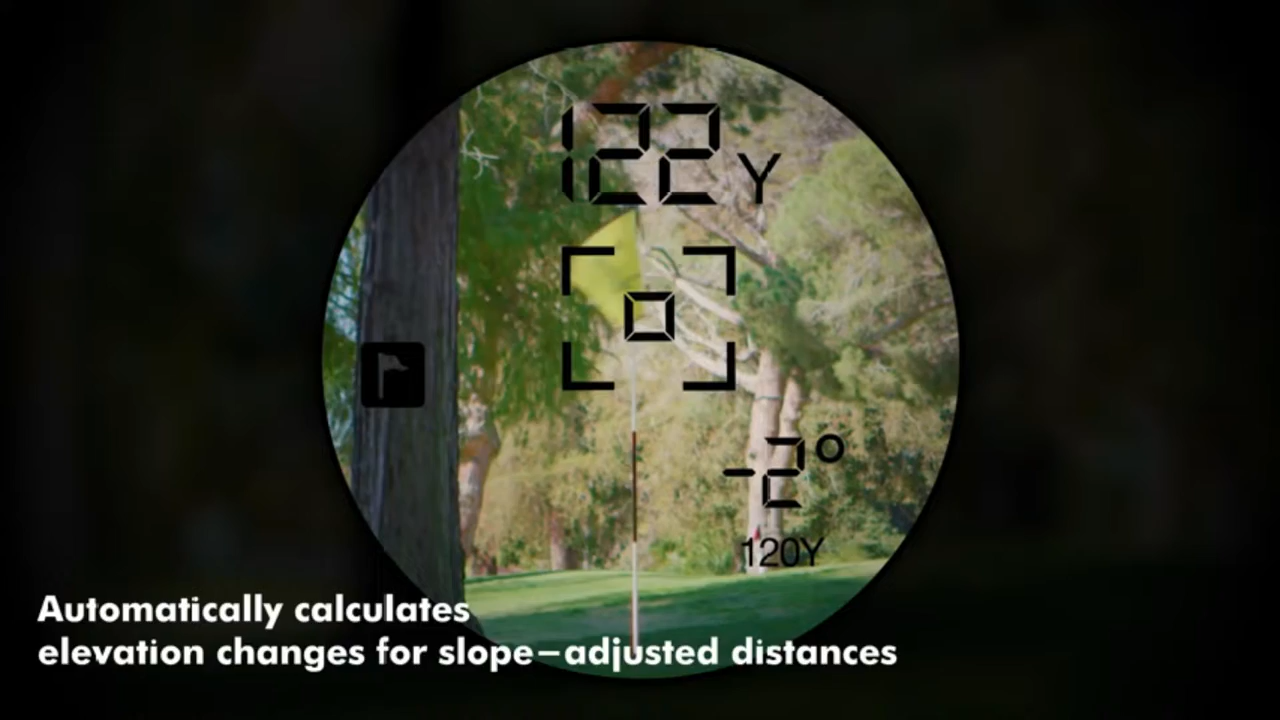 122Y
-2°
120Y
Automatically calculates
elevation changes for slope–adjusted distances